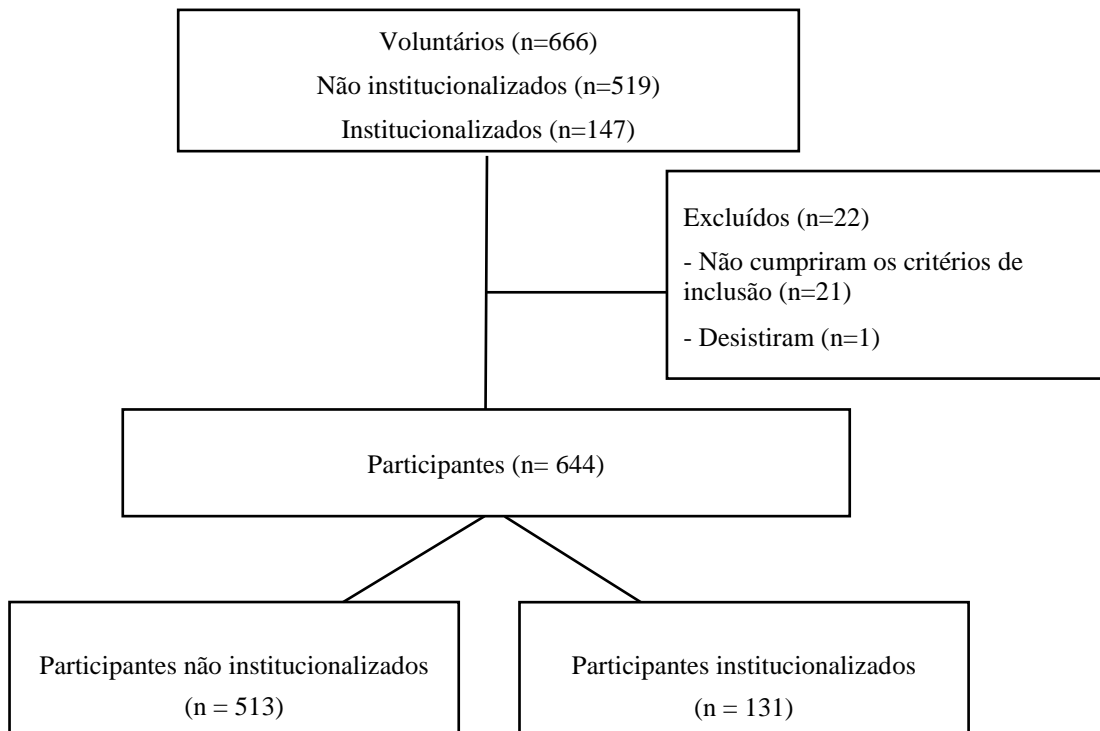 Voluntários (n=666)
Não institucionalizados (n=519)
Institucionalizados (n=147)
Excluídos (n=22)
- Não cumpriram os critérios de
inclusão (n=21)
- Desistiram (n=1)
Participantes (n= 644)
Participantes não institucionalizados
(n = 513)
Participantes institucionalizados
(n = 131)